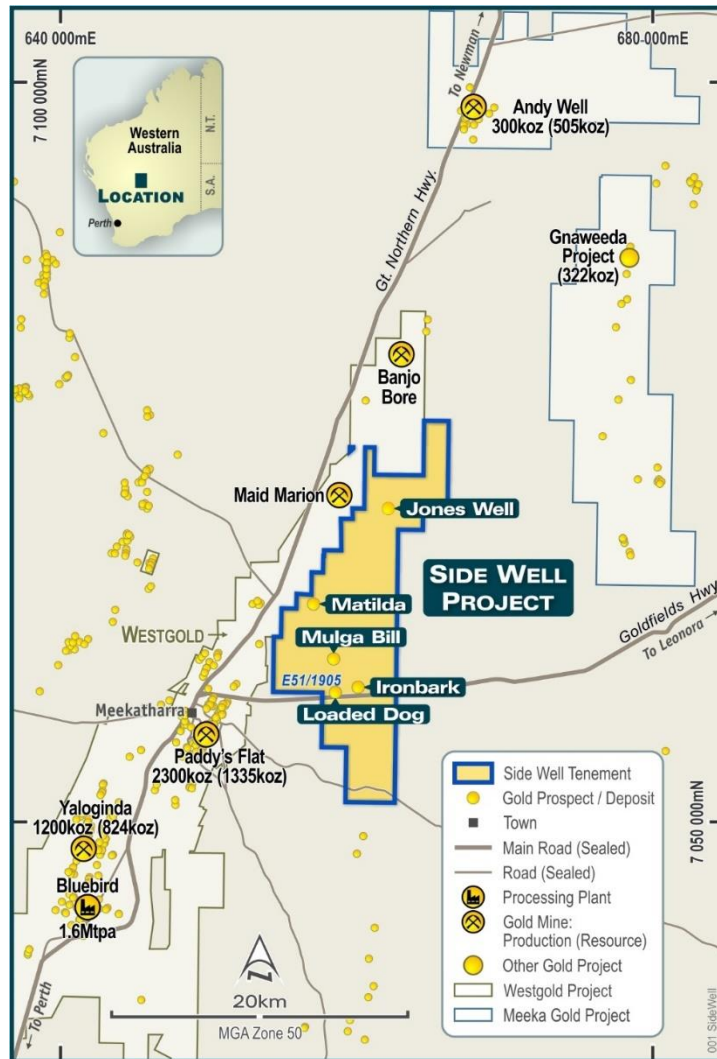 640 000mE
680 000mE
7 100 000mN
To Newman
Western
Australia
N.T.
S.A.
LOCATION
Perth
Andy Well
300koz (505koz)
Gt. Northern Hwy.
Gnaweeda
Project
(322koz)
Banjo
Bore
Maid Marion
Jones Well
SIDE WELL
PROJECT
Goldfields Hwy
To Leonora
Matilda
WESTGOLD
Mulga Bill
E51/1905
Ironbark
Loaded Dog
Meekatharra
Paddy's Flat
2300koz (1335koz)
Yaloginda
1200koz (824koz)
7 050 000mN
Bluebird
1.6Mtpa
To Perth
N
20km
MGA Zone 50
Side Well Tenement
Gold Prospect / Deposit
Town
Main Road (Sealed)
Road (Sealed)
Processing Plant
Gold Mine:
Production (Resource)
Other Gold Project
Westgold Project
Meeka Gold Project
001 SideWell